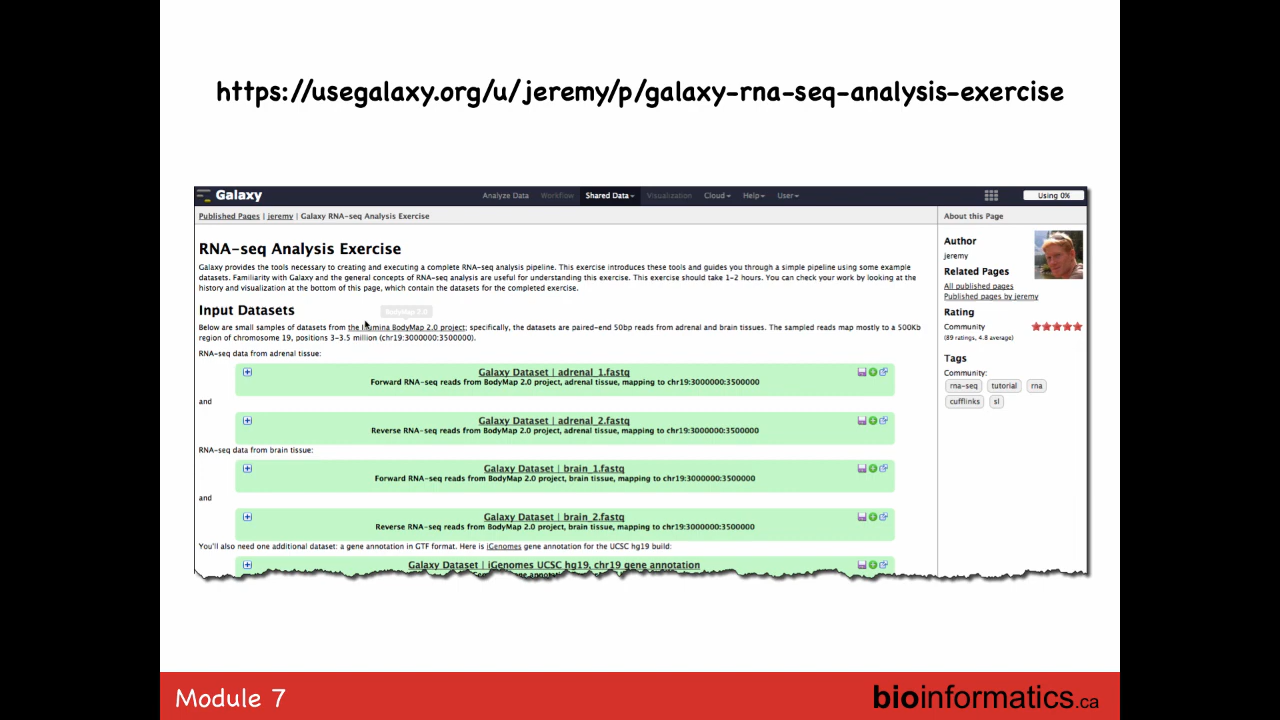 https://usegalaxy.org/u/jeremy/p/galaxy-rna-seq-analysis-exercise
Galaxy
Analyze Data Workflow Shared Data Visualization Cloud Help User Using 0%
Published Pages | jeremy | Galaxy RNA-seq Analysis Exercise
RNA-seq Analysis Exercise
Galaxy provides the tools necessary to creating and executing a complete RNA-seq analysis pipeline. This exercise introduces these tools and guides you through a simple pipeline using some example
datasets. Familiarity with Galaxy and the general concepts of RNA-seq analysis are useful for understanding this exercise. This exercise should take 1-2 hours. You can check your work by looking at the
history and visualization at the bottom of this page, which contain the datasets for the completed exercise.
Input Datasets
BodyMap 2.0
Below are small samples of datasets from the Illumina BodyMap 2.0 project; specifically, the datasets are paired-end 50bp reads from adrenal and brain tissues. The sampled reads map mostly to a 500Kb
region of chromosome 19, positions 3-3.5 million (chr19:3000000:3500000).
RNA-seq data from adrenal tissue:
Galaxy Dataset | adrenal_1.fastq
Forward RNA-seq reads from BodyMap 2.0 project, adrenal tissue, mapping to chr19:3000000:3500000
and
Galaxy Dataset | adrenal_2.fastq
Reverse RNA-seq reads from BodyMap 2.0 project, adrenal tissue, mapping to chr19:3000000:3500000
RNA-seq data from brain tissue:
Galaxy Dataset | brain_1.fastq
Forward RNA-seq reads from BodyMap 2.0 project, brain tissue, mapping to chr19:3000000:3500000
and
Galaxy Dataset | brain_2.fastq
Reverse RNA-seq reads from BodyMap 2.0 project, brain tissue, mapping to chr19:3000000:3500000
You'll also need one additional dataset: a gene annotation in GTF format. Here is iGenomes gene annotation for the UCSC hg19 build:
Galaxy Dataset | iGenomes UCSC hg19, chr19 gene annotation
About this Page
Author
jeremy
Related Pages
All published pages
Published pages by jeremy
Rating
Community
(89 ratings, 4.8 average)
Tags
Community:
rna-seq tutorial rna
cufflinks sl
Module 7
bioinformatics.ca